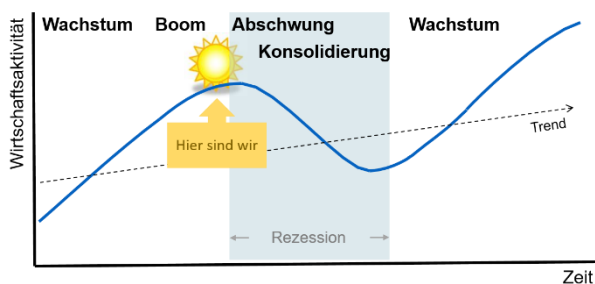 Wachstum Boom Abschwung Wachstum
Konsolidierung
Wirtschaftsaktivität
Hier sind wir
Trend
Rezession
Zeit